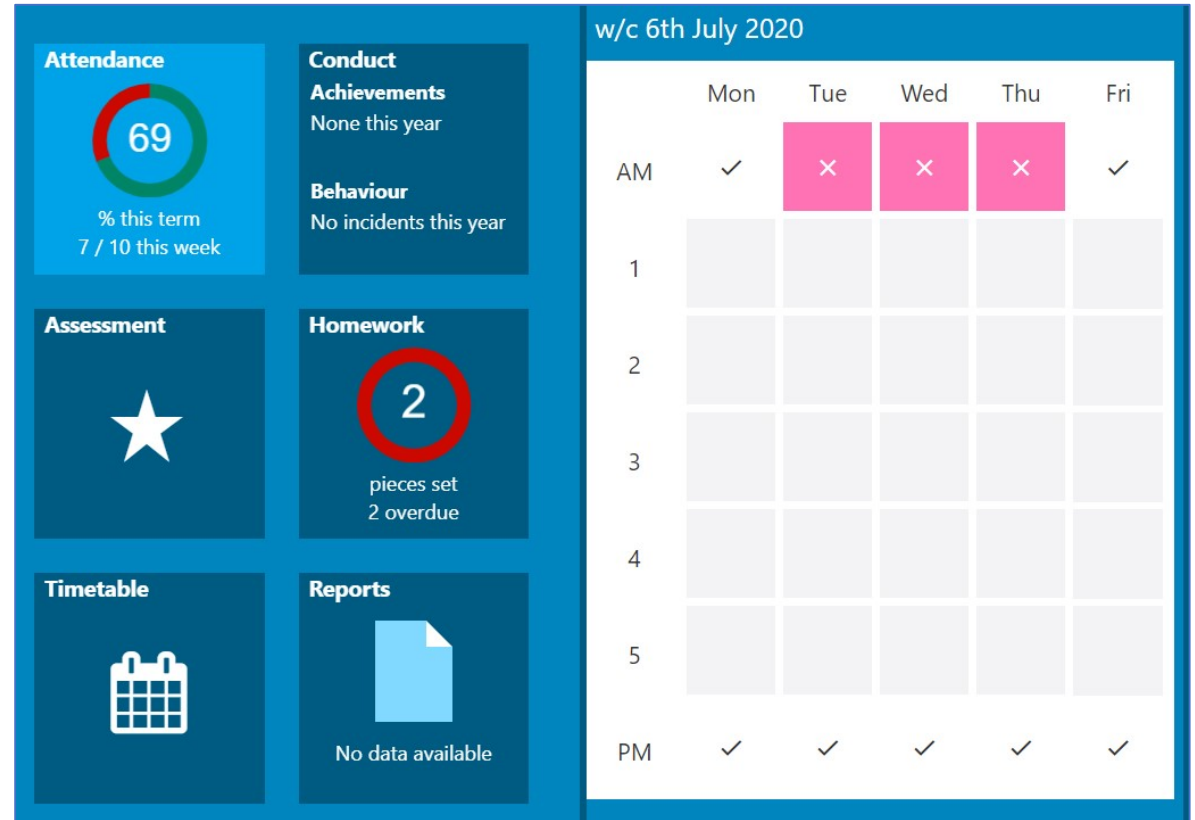 Attendance
69
% this term
7 / 10 this week
Conduct
Achievements
None this year
Behaviour
No incidents this year
Assessment
Homework
2
pieces set
2 overdue
Timetable
Reports
No data available
w/c 6th July 2020
Mon Tue Wed Thu Fri
AM ✓ ✕ ✕ ✕ ✓
1
2
3
4
5
PM ✓ ✓ ✓ ✓ ✓